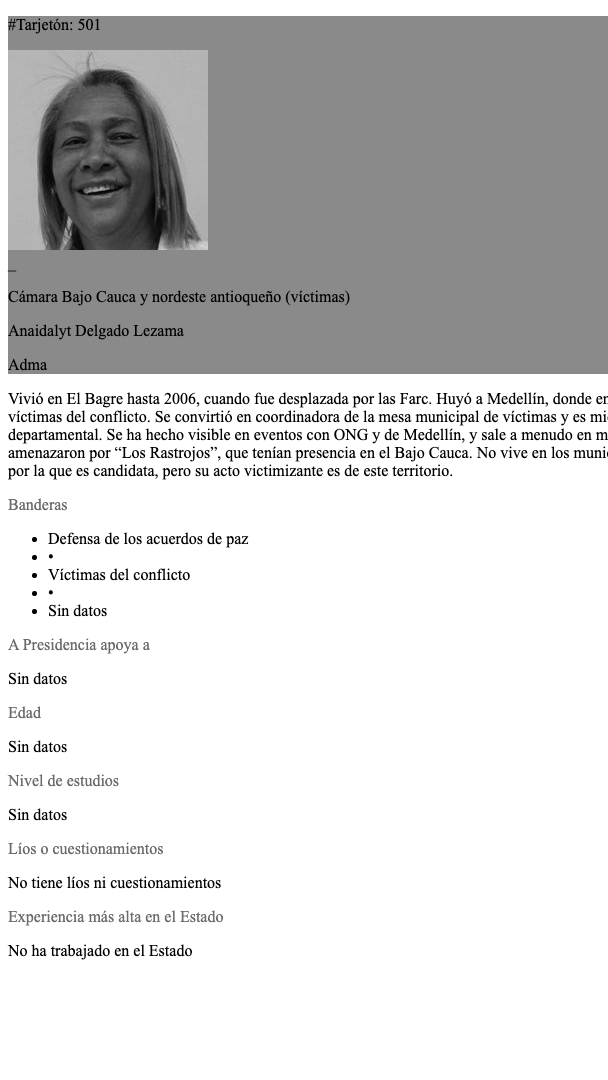 #Tarjetón: 501
_
Cámara Bajo Cauca y nordeste antioqueño (víctimas)
Anaidalyt Delgado Lezama
Adma
Vivió en El Bagre hasta 2006, cuando fue desplazada por las Farc. Huyó a Medellín, donde
víctimas del conflicto. Se convirtió en coordinadora de la mesa municipal de víctimas y es
departamental. Se ha hecho visible en eventos con ONG y de Medellín, y sale a menudo en
amenazaron por “Los Rastrojos”, que tenían presencia en el Bajo Cauca. No vive en los
por la que es candidata, pero su acto victimizante es de este territorio.
Banderas
• Defensa de los acuerdos de paz
• •
• Víctimas del conflicto
• •
• Sin datos
A Presidencia apoya a
Sin datos
Edad
Sin datos
Nivel de estudios
Sin datos
Líos o cuestionamientos
No tiene líos ni cuestionamientos
Experiencia más alta en el Estado
No ha trabajado en el Estado